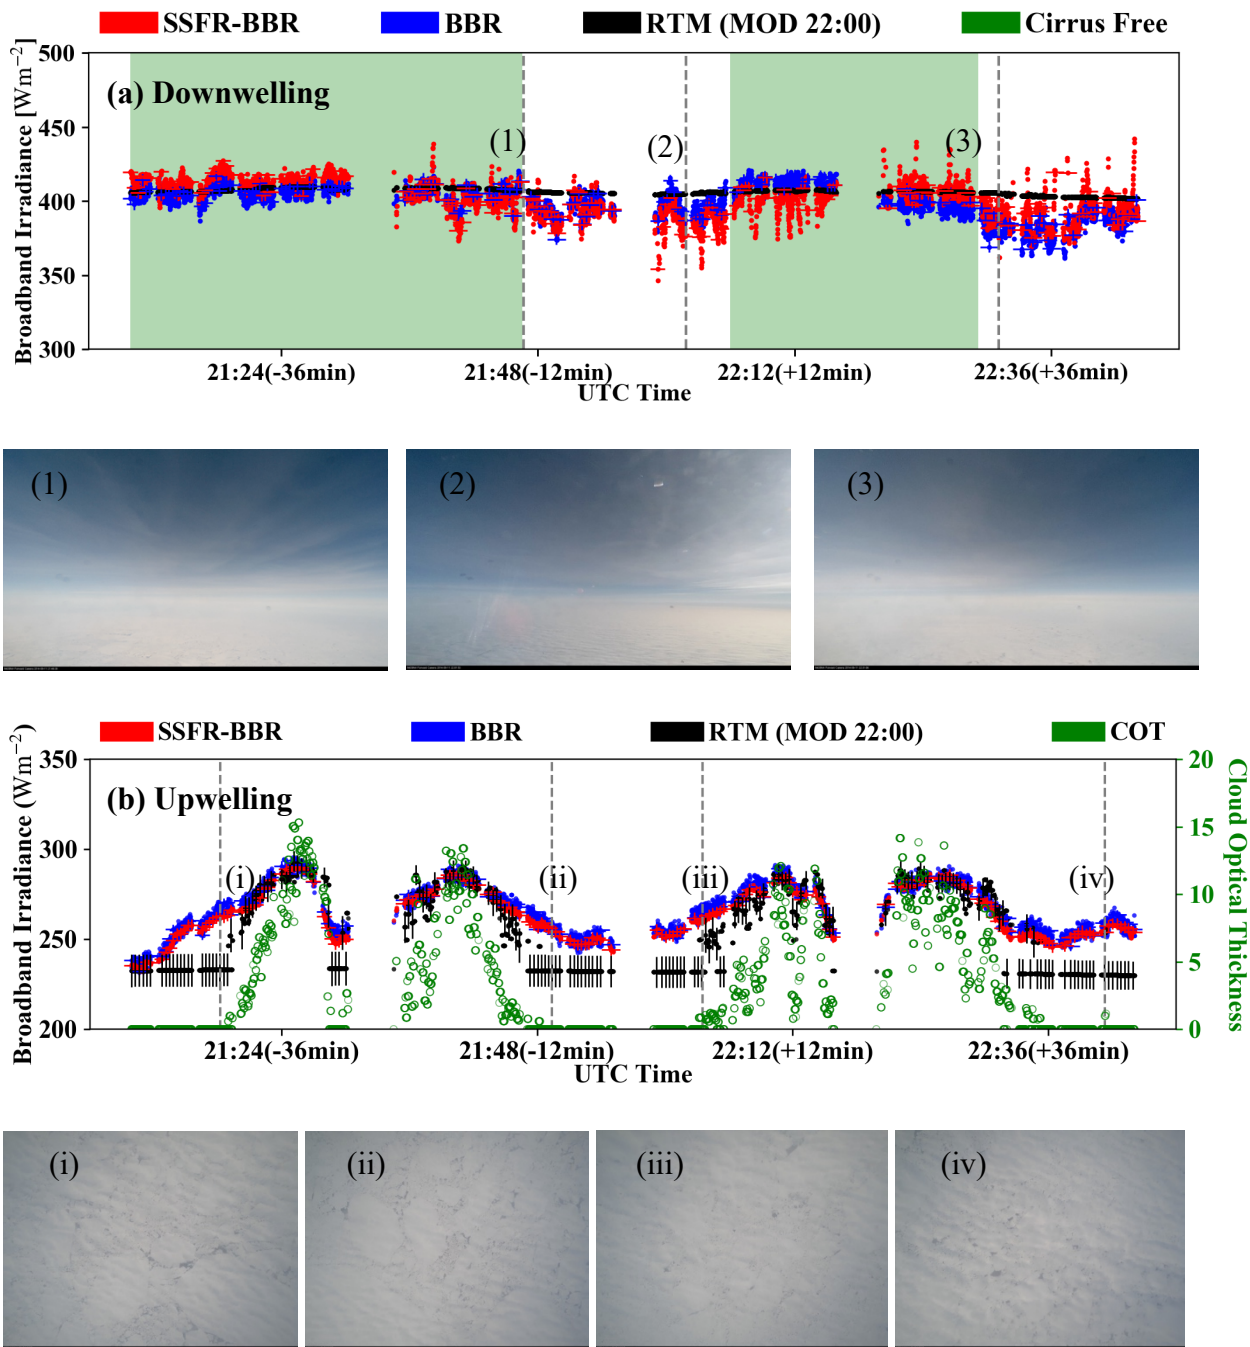 SSFR-BBR BBR RTM (MOD 22:00) Cirrus Free
Broadband Irradiance [Wm−2]
500
450
400
350
300
(a) Downwelling
(1)
(2)
(3)
21:24(-36min) 21:48(-12min) 22:12(+12min) 22:36(+36min)
UTC Time
(1)
(2)
(3)
SSFR-BBR BBR RTM (MOD 22:00) COT
Broadband Irradiance (Wm−2)
350
300
250
200
(b) Upwelling
(i)
(ii)
(iii)
(iv)
20
15
10
5
0
Cloud Optical Thickness
21:24(-36min) 21:48(-12min) 22:12(+12min) 22:36(+36min)
UTC Time
(i)
(ii)
(iii)
(iv)